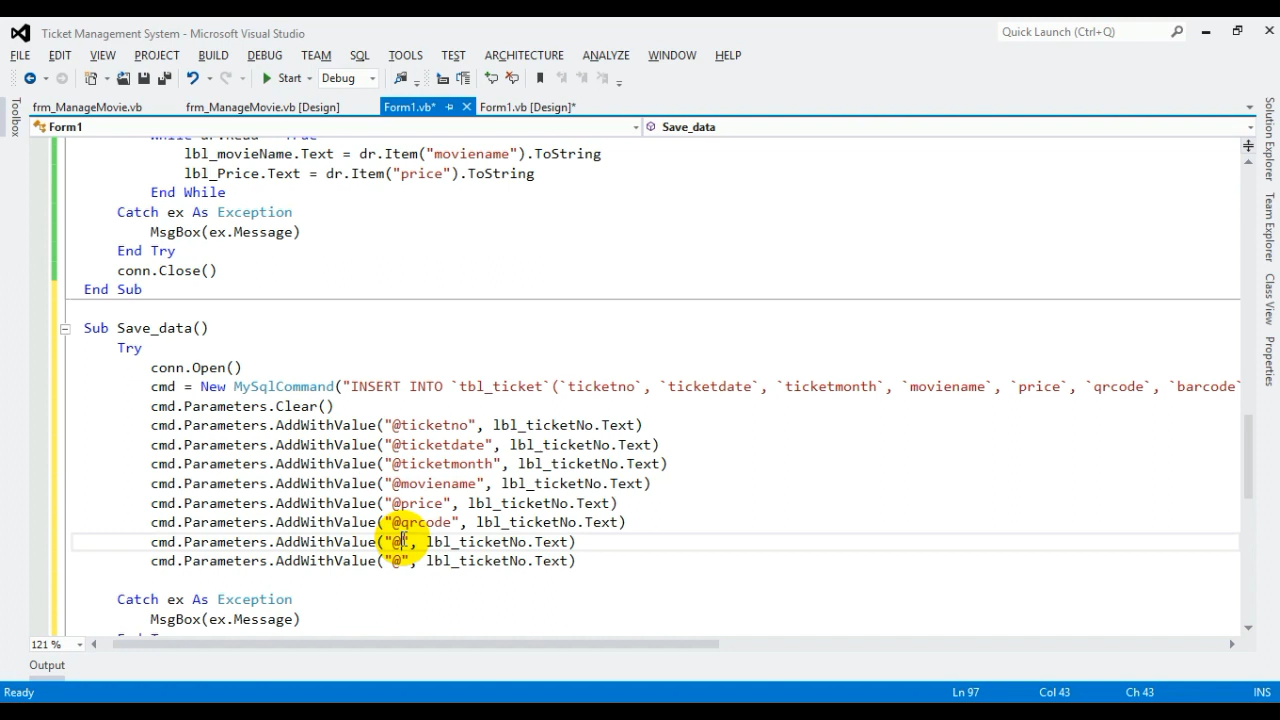 Ticket Management System - Microsoft Visual Studio
Quick Launch (Ctrl+Q)
FILE EDIT VIEW PROJECT BUILD DEBUG TEAM SQL TOOLS TEST ARCHITECTURE ANALYZE WINDOW HELP
Start Debug
Toolbox
frm_ManageMovie.vb frm_ManageMovie.vb [Design] Form1.vb* Form1.vb [Design]*
Form1 Save_data
lbl_movieName.Text = dr.Item("moviename").ToString
lbl_Price.Text = dr.Item("price").ToString
End While
Catch ex As Exception
MsgBox(ex.Message)
End Try
conn.Close()
End Sub
Sub Save_data()
Try
conn.Open()
cmd = New MySqlCommand("INSERT INTO `tbl_ticket`(`ticketno`, `ticketdate`, `ticketmonth`, `moviename`, `price`, `qrcode`, `barcode`
cmd.Parameters.Clear()
cmd.Parameters.AddWithValue("@ticketno", lbl_ticketNo.Text)
cmd.Parameters.AddWithValue("@ticketdate", lbl_ticketNo.Text)
cmd.Parameters.AddWithValue("@ticketmonth", lbl_ticketNo.Text)
cmd.Parameters.AddWithValue("@moviename", lbl_ticketNo.Text)
cmd.Parameters.AddWithValue("@price", lbl_ticketNo.Text)
cmd.Parameters.AddWithValue("@qrcode", lbl_ticketNo.Text)
cmd.Parameters.AddWithValue("@", lbl_ticketNo.Text)
cmd.Parameters.AddWithValue("@", lbl_ticketNo.Text)
Catch ex As Exception
MsgBox(ex.Message)
121 %
Output
Ready Ln 97 Col 43 Ch 43 INS
Solution Explorer
Team Explorer
Class View
Properties